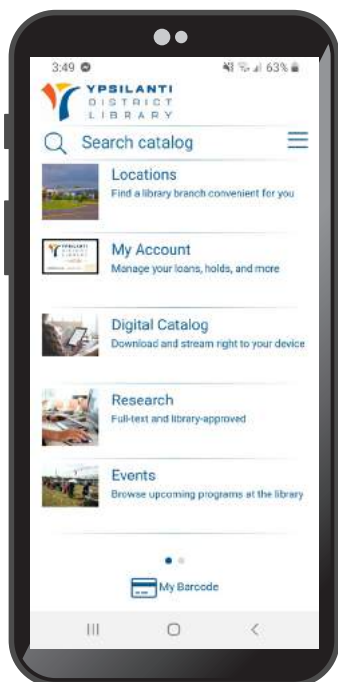 3:49
63%
YPSILANTI
DISTRICT
LIBRARY
Search catalog
Locations
Find a library branch convenient for you
My Account
Manage your loans, holds, and more
Digital Catalog
Download and stream right to your device
Research
Full-text and library-approved
Events
Browse upcoming programs at the library
My Barcode